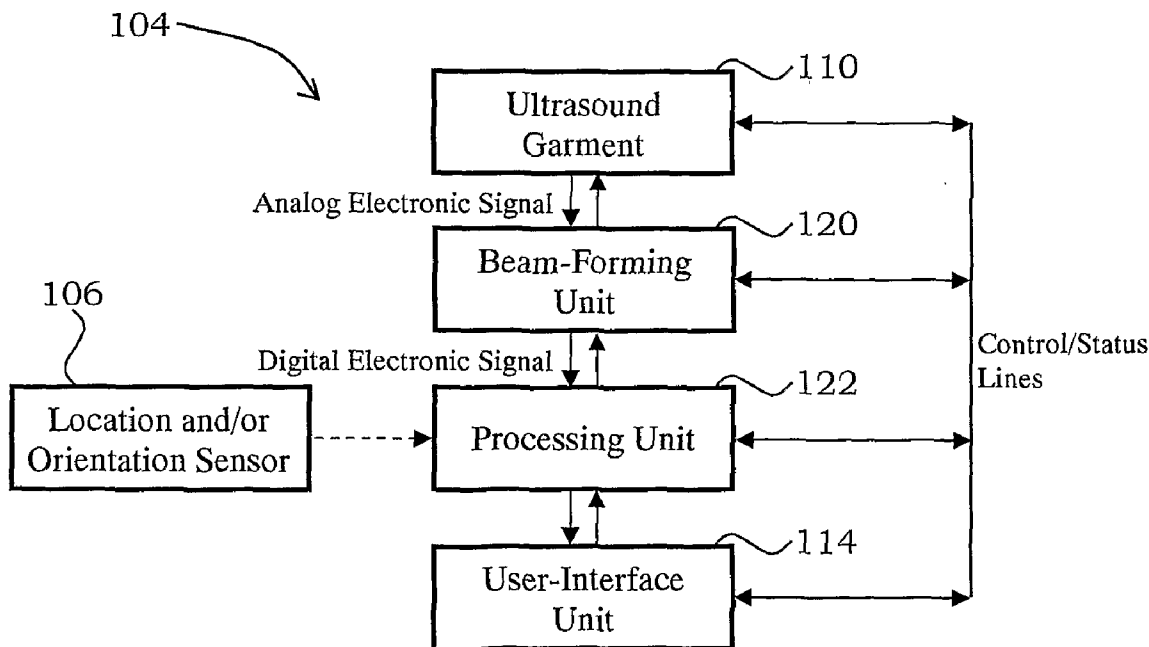 104
110
Ultrasound
Garment
Analog Electronic Signal
120
Beam-Forming
Unit
106
Digital Electronic Signal
Control/Status
Lines
122
Location and/or
Orientation Sensor
Processing Unit
114
User-Interface
Unit